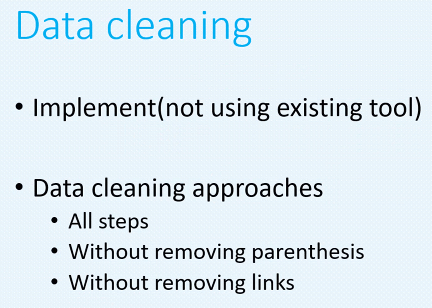 Data cleaning
• Implement(not using existing tool)
• Data cleaning approaches
• All steps
• Without removing parenthesis
• Without removing links